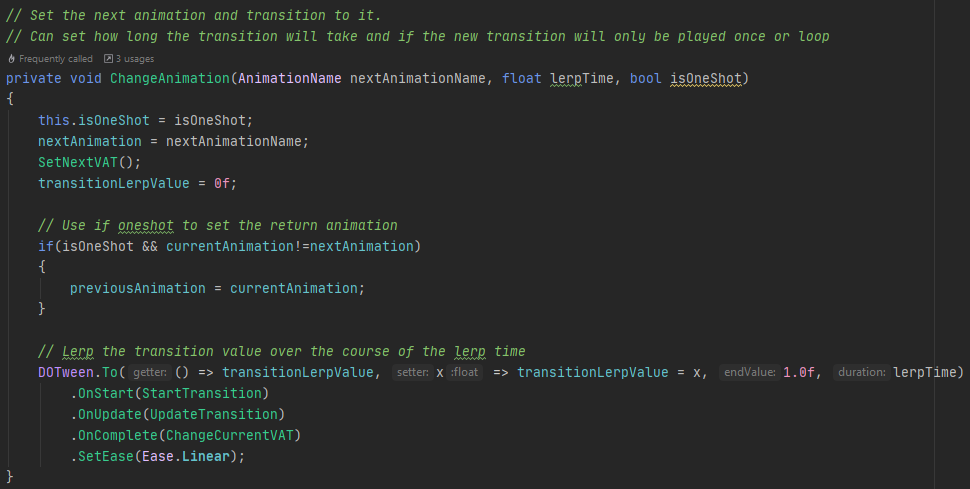 // Set the next animation and transition to it.
// Can set how long the transition will take and if the new transition will only be played once or loop
Frequently called 3 usages
private void ChangeAnimation(AnimationName nextAnimationName, float lerpTime, bool isOneShot)
{
this.isOneShot = isOneShot;
nextAnimation = nextAnimationName;
SetNextVAT();
transitionLerpValue = 0f;
// Use if oneshot to set the return animation
if(isOneShot && currentAnimation!=nextAnimation)
{
previousAnimation = currentAnimation;
}
// Lerp the transition value over the course of the lerp time
DOTween.To( getter: () => transitionLerpValue, setter: x :float => transitionLerpValue = x, endValue: 1.0f, duration: lerpTime)
.OnStart(StartTransition)
.OnUpdate(UpdateTransition)
.OnComplete(ChangeCurrentVAT)
.SetEase(Ease.Linear);
}